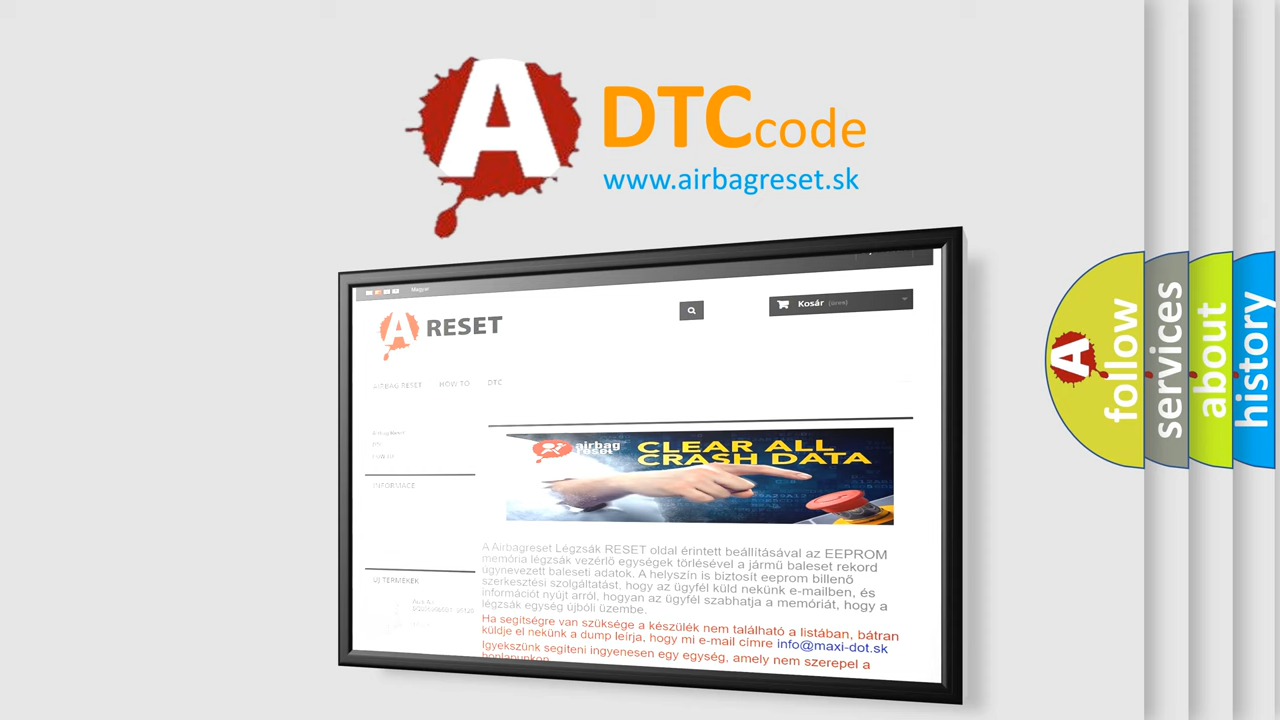 A DTCcode
www.airbagreset.sk
Magyar
A RESET
Kosár (üres)
AIRBAG RESET HOW TO DTC
airbag
reset
CLEAR ALL
CRASH DATA
INFORMACE
A Airbagreset Légzsák RESET oldal érintett beállításával az EEPROM
memória légzsák vezérlő egységek törlésével a jármű baleset rekord
úgynevezett baleseti adatok. A helyszín is biztosít eeprom billenő
szerkesztési szolgáltatást, hogy az ügyfél küld nekünk e-mailben, és
információt nyújt arról, hogyan az ügyfél szabhatja a memóriát, hogy a
légzsák egység újbóli üzembe.
ÚJ TERMÉKEK
Ha segítségre van szüksége a készülék nem található a listában, bátran
küldje el nekünk a dump leírja, hogy mi e-mail címre info@maxi-dot.sk
Igyekszünk segíteni ingyenesen egy egység, amely nem szerepel a
honlapunkon
A follow
services
about
history